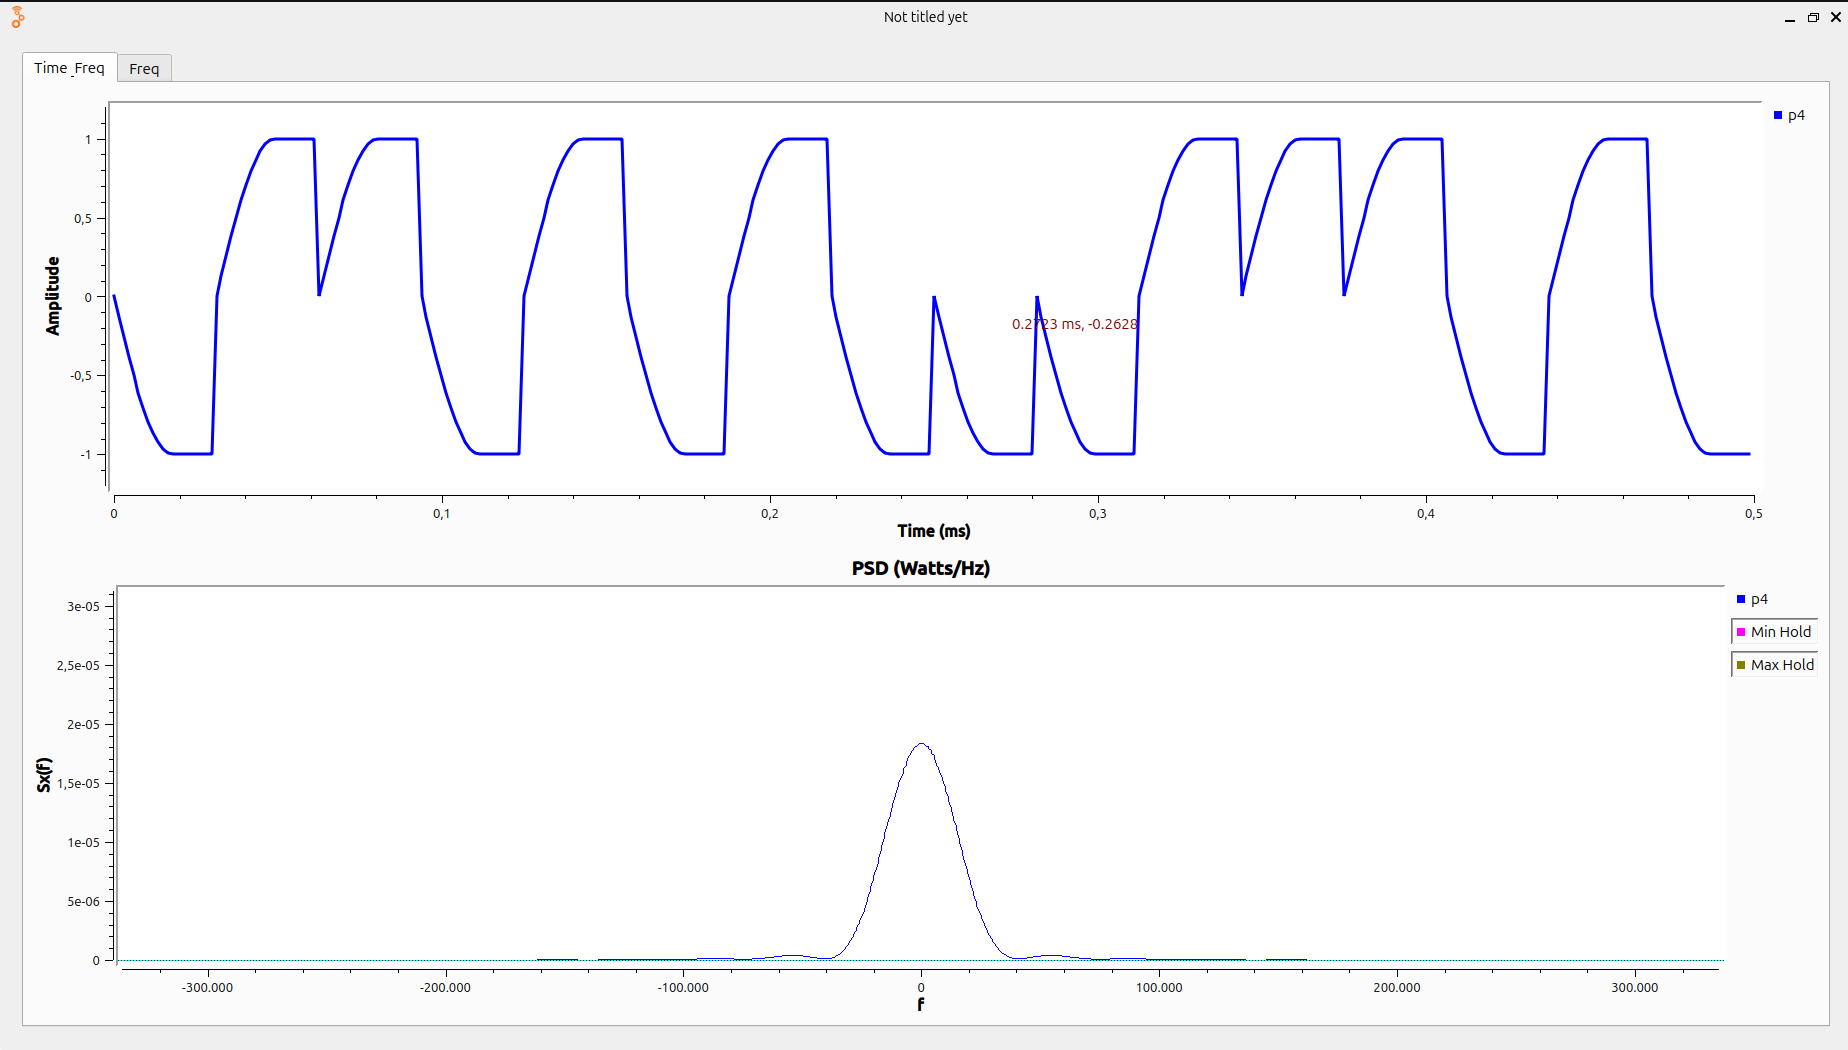 Not titled yet
Time_Freq
Freq
p4
1
0,5
0
-0,5
-1
Amplitude
0.2723 ms, -0.2628
0
0,1
0,2
0,3
0,4
0,5
Time (ms)
PSD (Watts/Hz)
p4
Min Hold
Max Hold
3e-05
2,5e-05
2e-05
1,5e-05
1e-05
5e-06
0
Sx(f)
-300.000
-200.000
-100.000
0
100.000
200.000
300.000
f